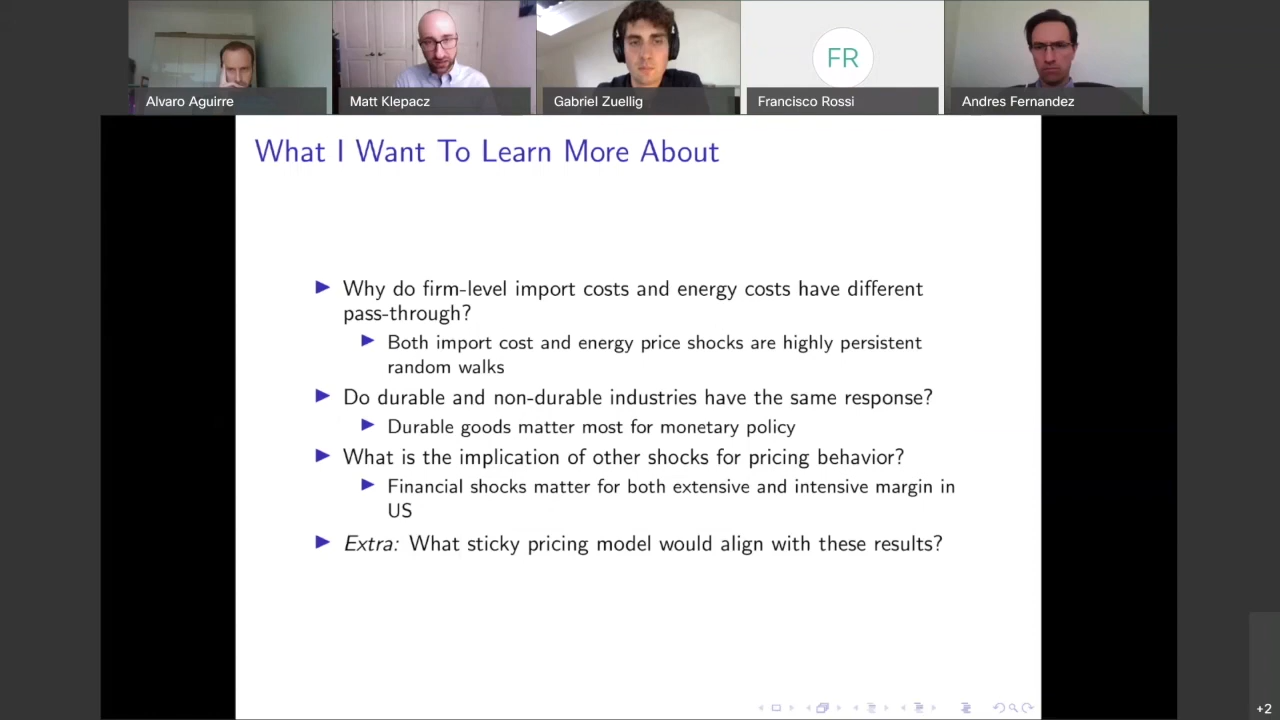 Alvaro Aguirre
Matt Klepacz
Gabriel Zuellig
FR
Francisco Rossi
Andres Fernandez
What I Want To Learn More About
Why do firm-level import costs and energy costs have different
pass-through?
Both import cost and energy price shocks are highly persistent
random walks
Do durable and non-durable industries have the same response?
Durable goods matter most for monetary policy
What is the implication of other shocks for pricing behavior?
Financial shocks matter for both extensive and intensive margin in
US
Extra: What sticky pricing model would align with these results?
+2